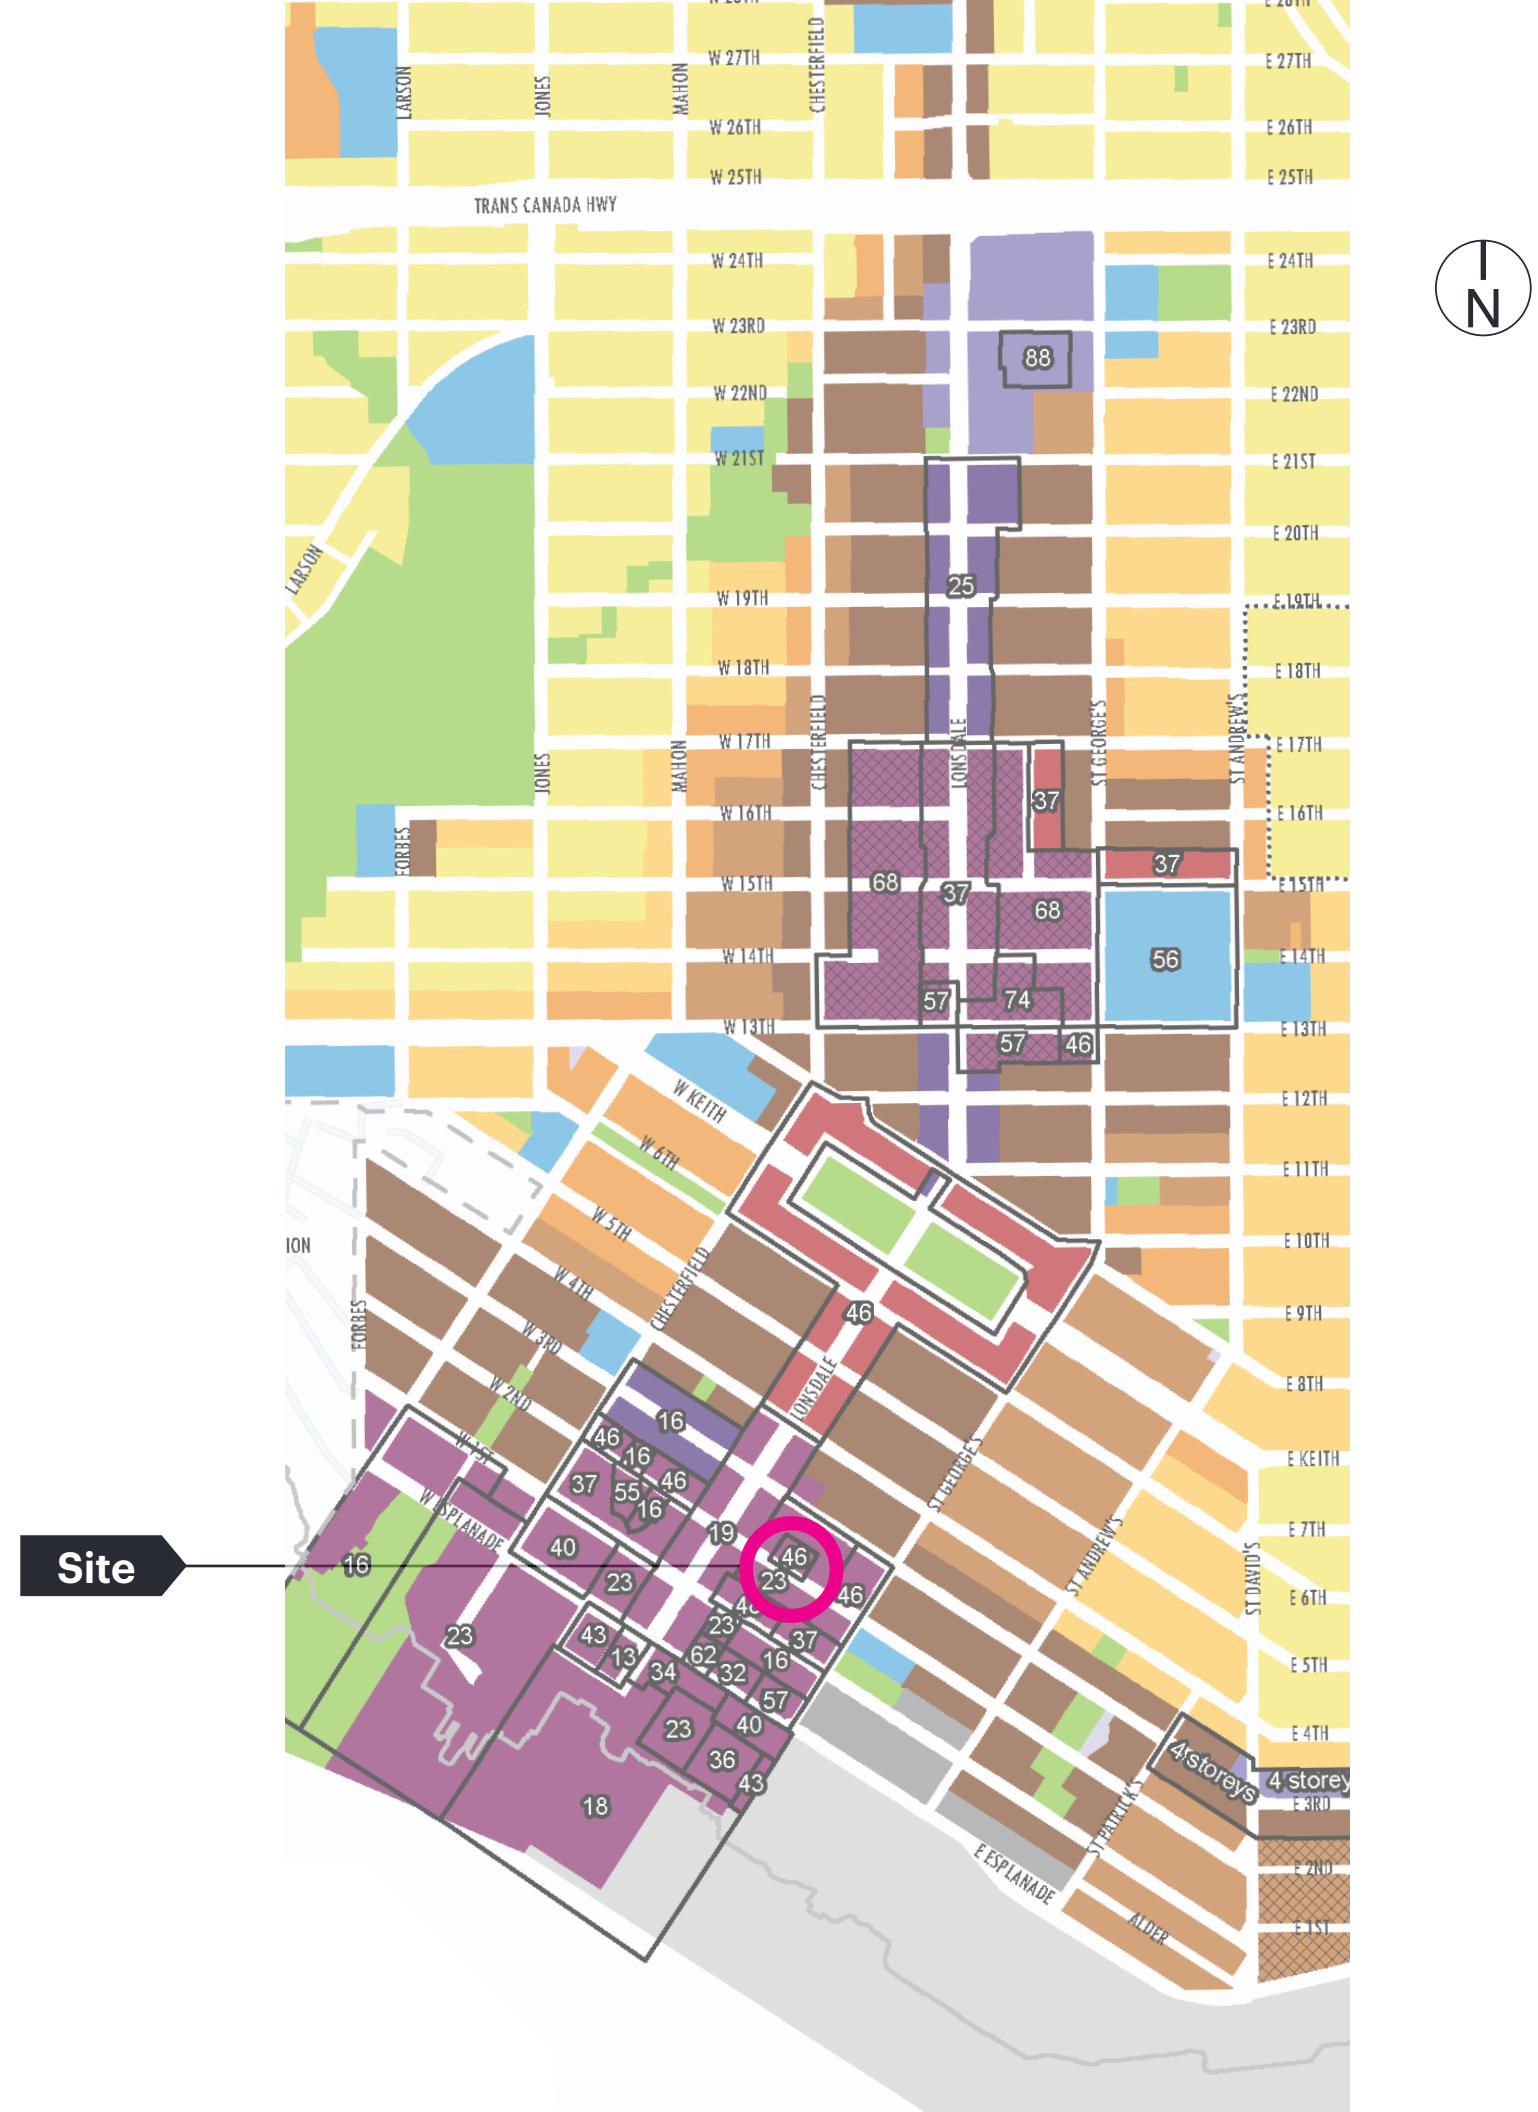 E 28TH
W 27TH
CHESTERFIELD
E 27TH
LARSON
JONES
MAHON
W 26TH
E 26TH
W 25TH
E 25TH
TRANS CANADA HWY
W 24TH
E 24TH
N
W 23RD
E 23RD
88
W 22ND
E 22ND
W 21ST
E 21ST
E 20TH
LARSON
25
W 19TH
E 19TH
W 18TH
E 18TH
CHESTERFIELD
LONSDALE
ST GEORGE'S
ST ANDREW'S
W 17TH
E 17TH
JONES
MAHON
37
W 16TH
E 16TH
FORBES
37
W 15TH
68
37
E 15TH
68
W 14TH
56
E 14TH
57
74
W 13TH
E 13TH
57
46
W KEITH
E 12TH
W 6TH
E 11TH
W 5TH
ION
E 10TH
W 4TH
CHESTERFIELD
FORBES
46
E 9TH
W 3RD
LONSDALE
E 8TH
W 2ND
16
46
W 1ST
16
E KEITH
37
46
55
ST GEORGE'S
W ESPLANADE
16
E 7TH
19
40
46
ST ANDREW'S
Site
16
23
23
46
ST DAVID'S
E 6TH
48
23
43
23
37
13
62
16
E 5TH
34
32
57
23
40
E 4TH
36
4 storeys
4 storey
43
E 3RD
18
ST PATRICK'S
E ESPLANADE
E 2ND
ALDER
E 1ST